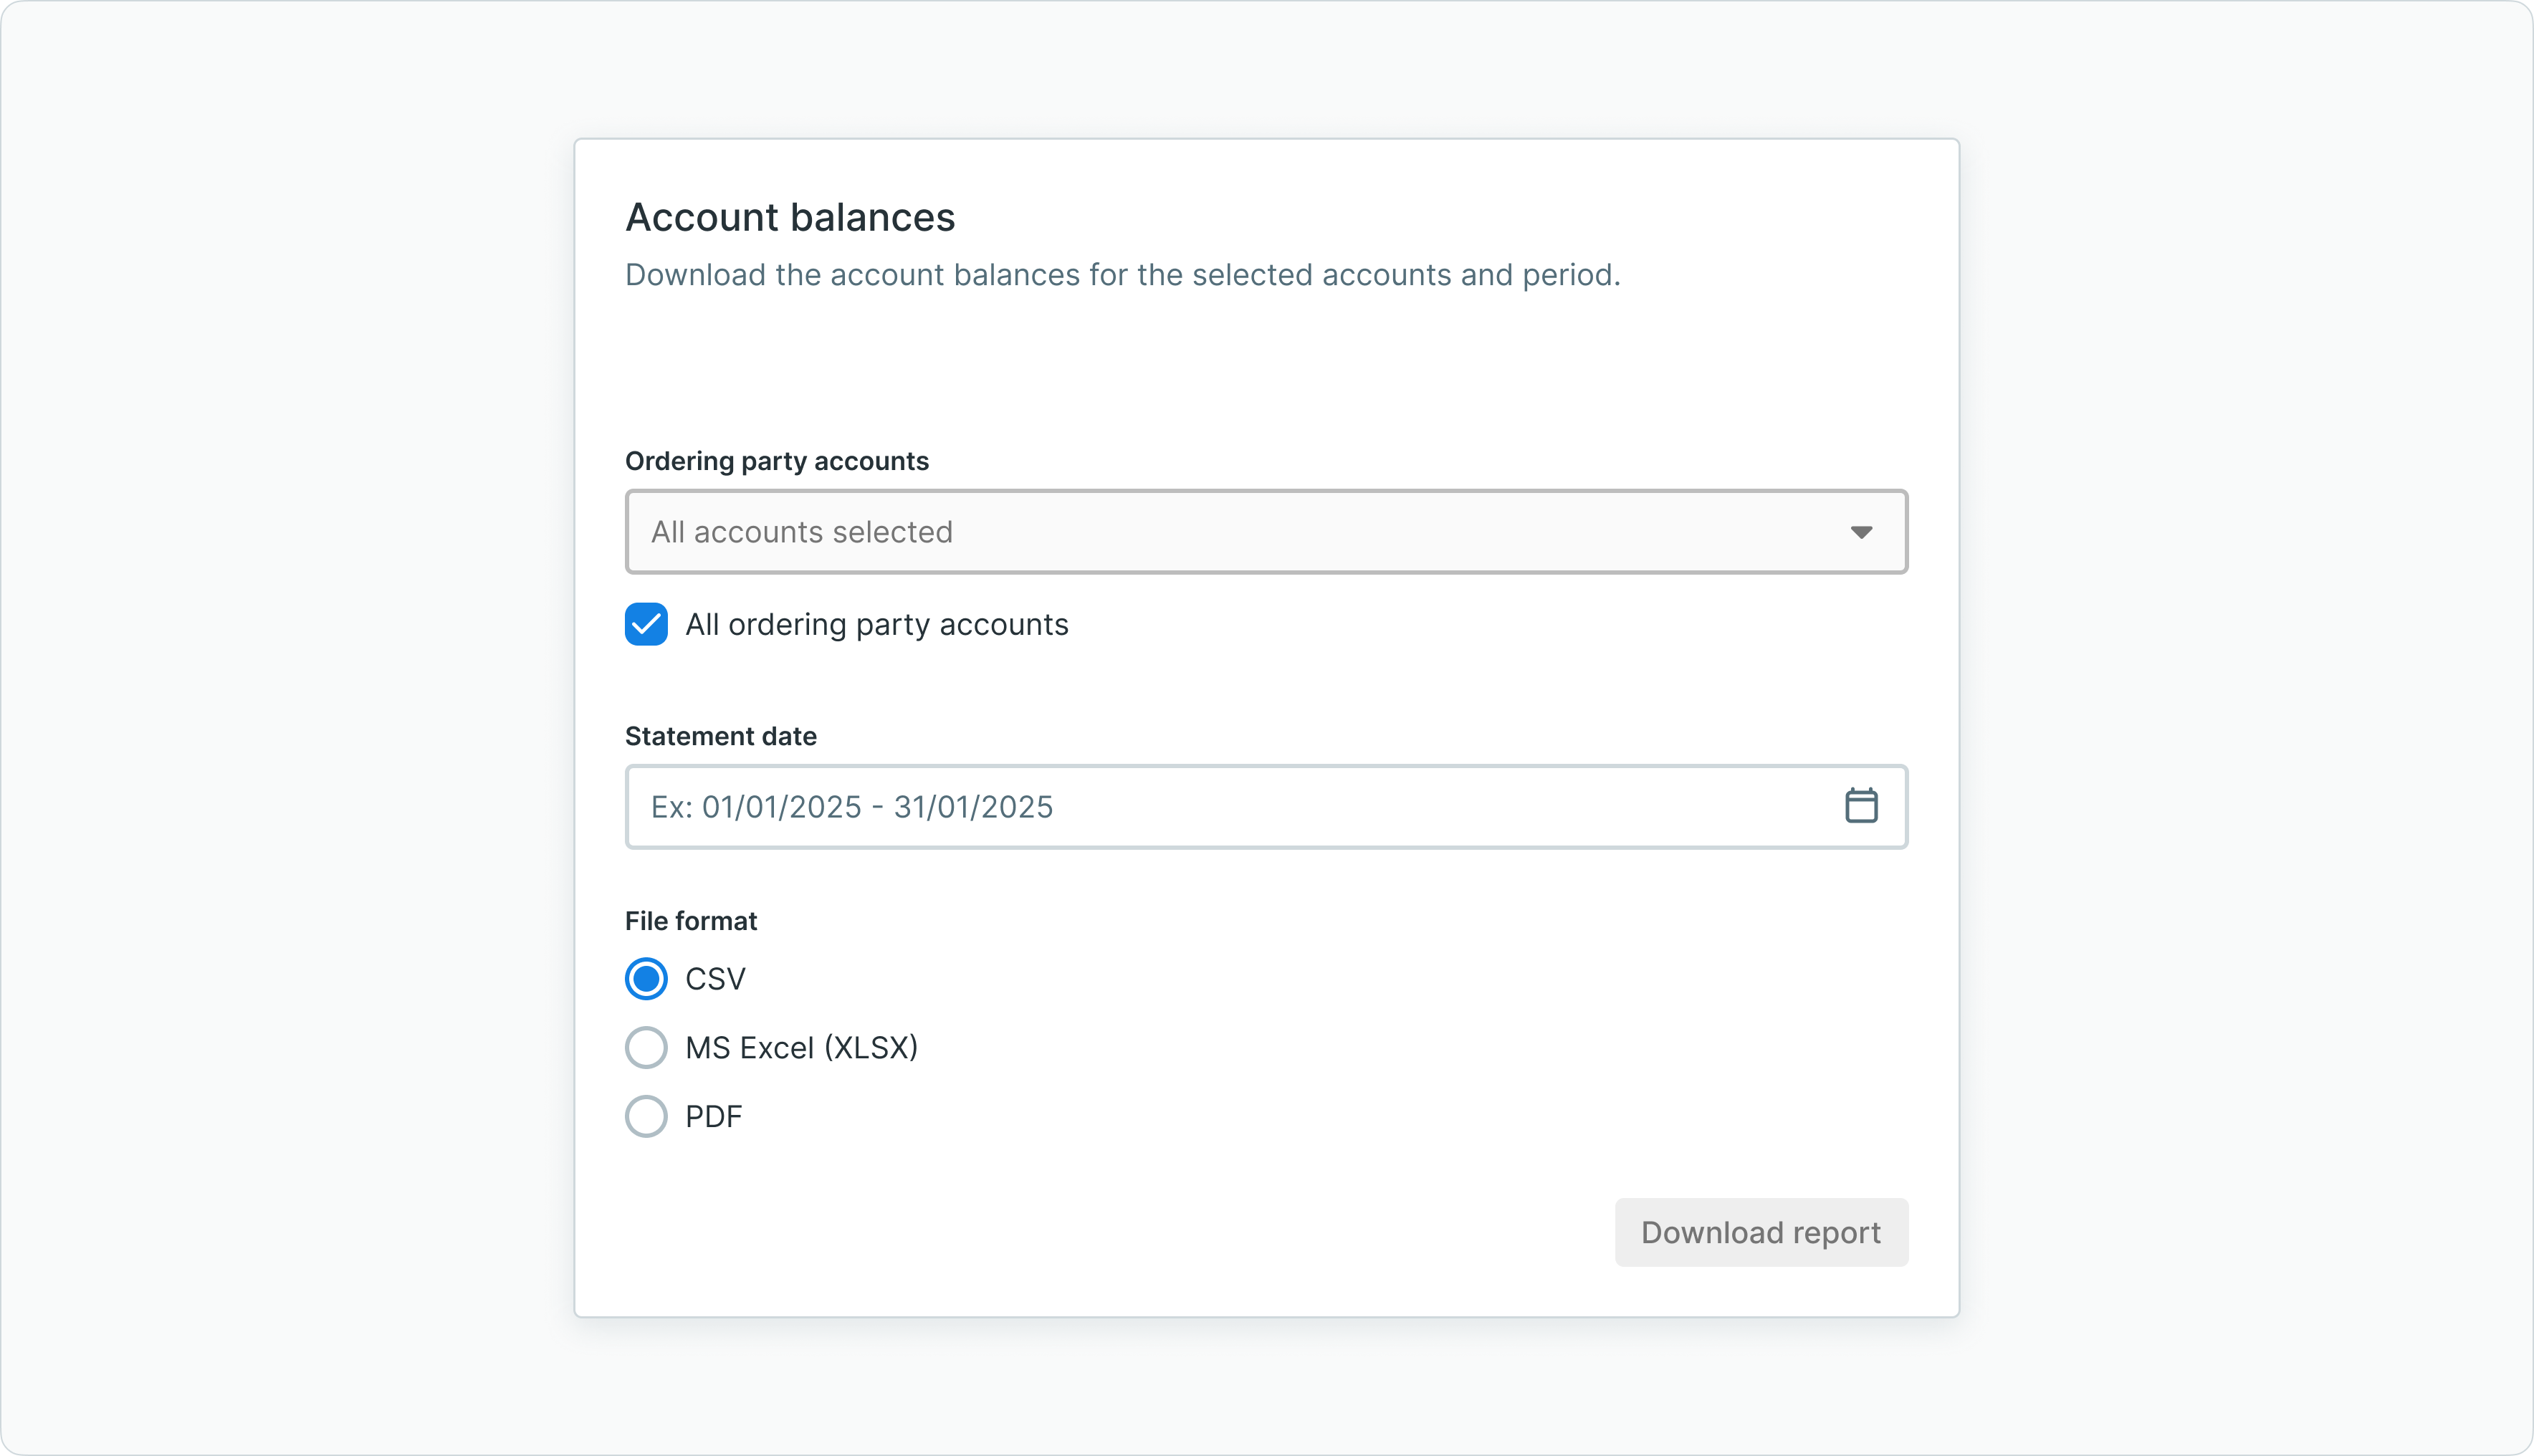 Account balances
Download the account balances for the selected accounts and period.
Ordering party accounts
All accounts selected
All ordering party accounts
Statement date
Ex: 01/01/2025 - 31/01/2025
File format
CSV
MS Excel (XLSX)
PDF
Download report